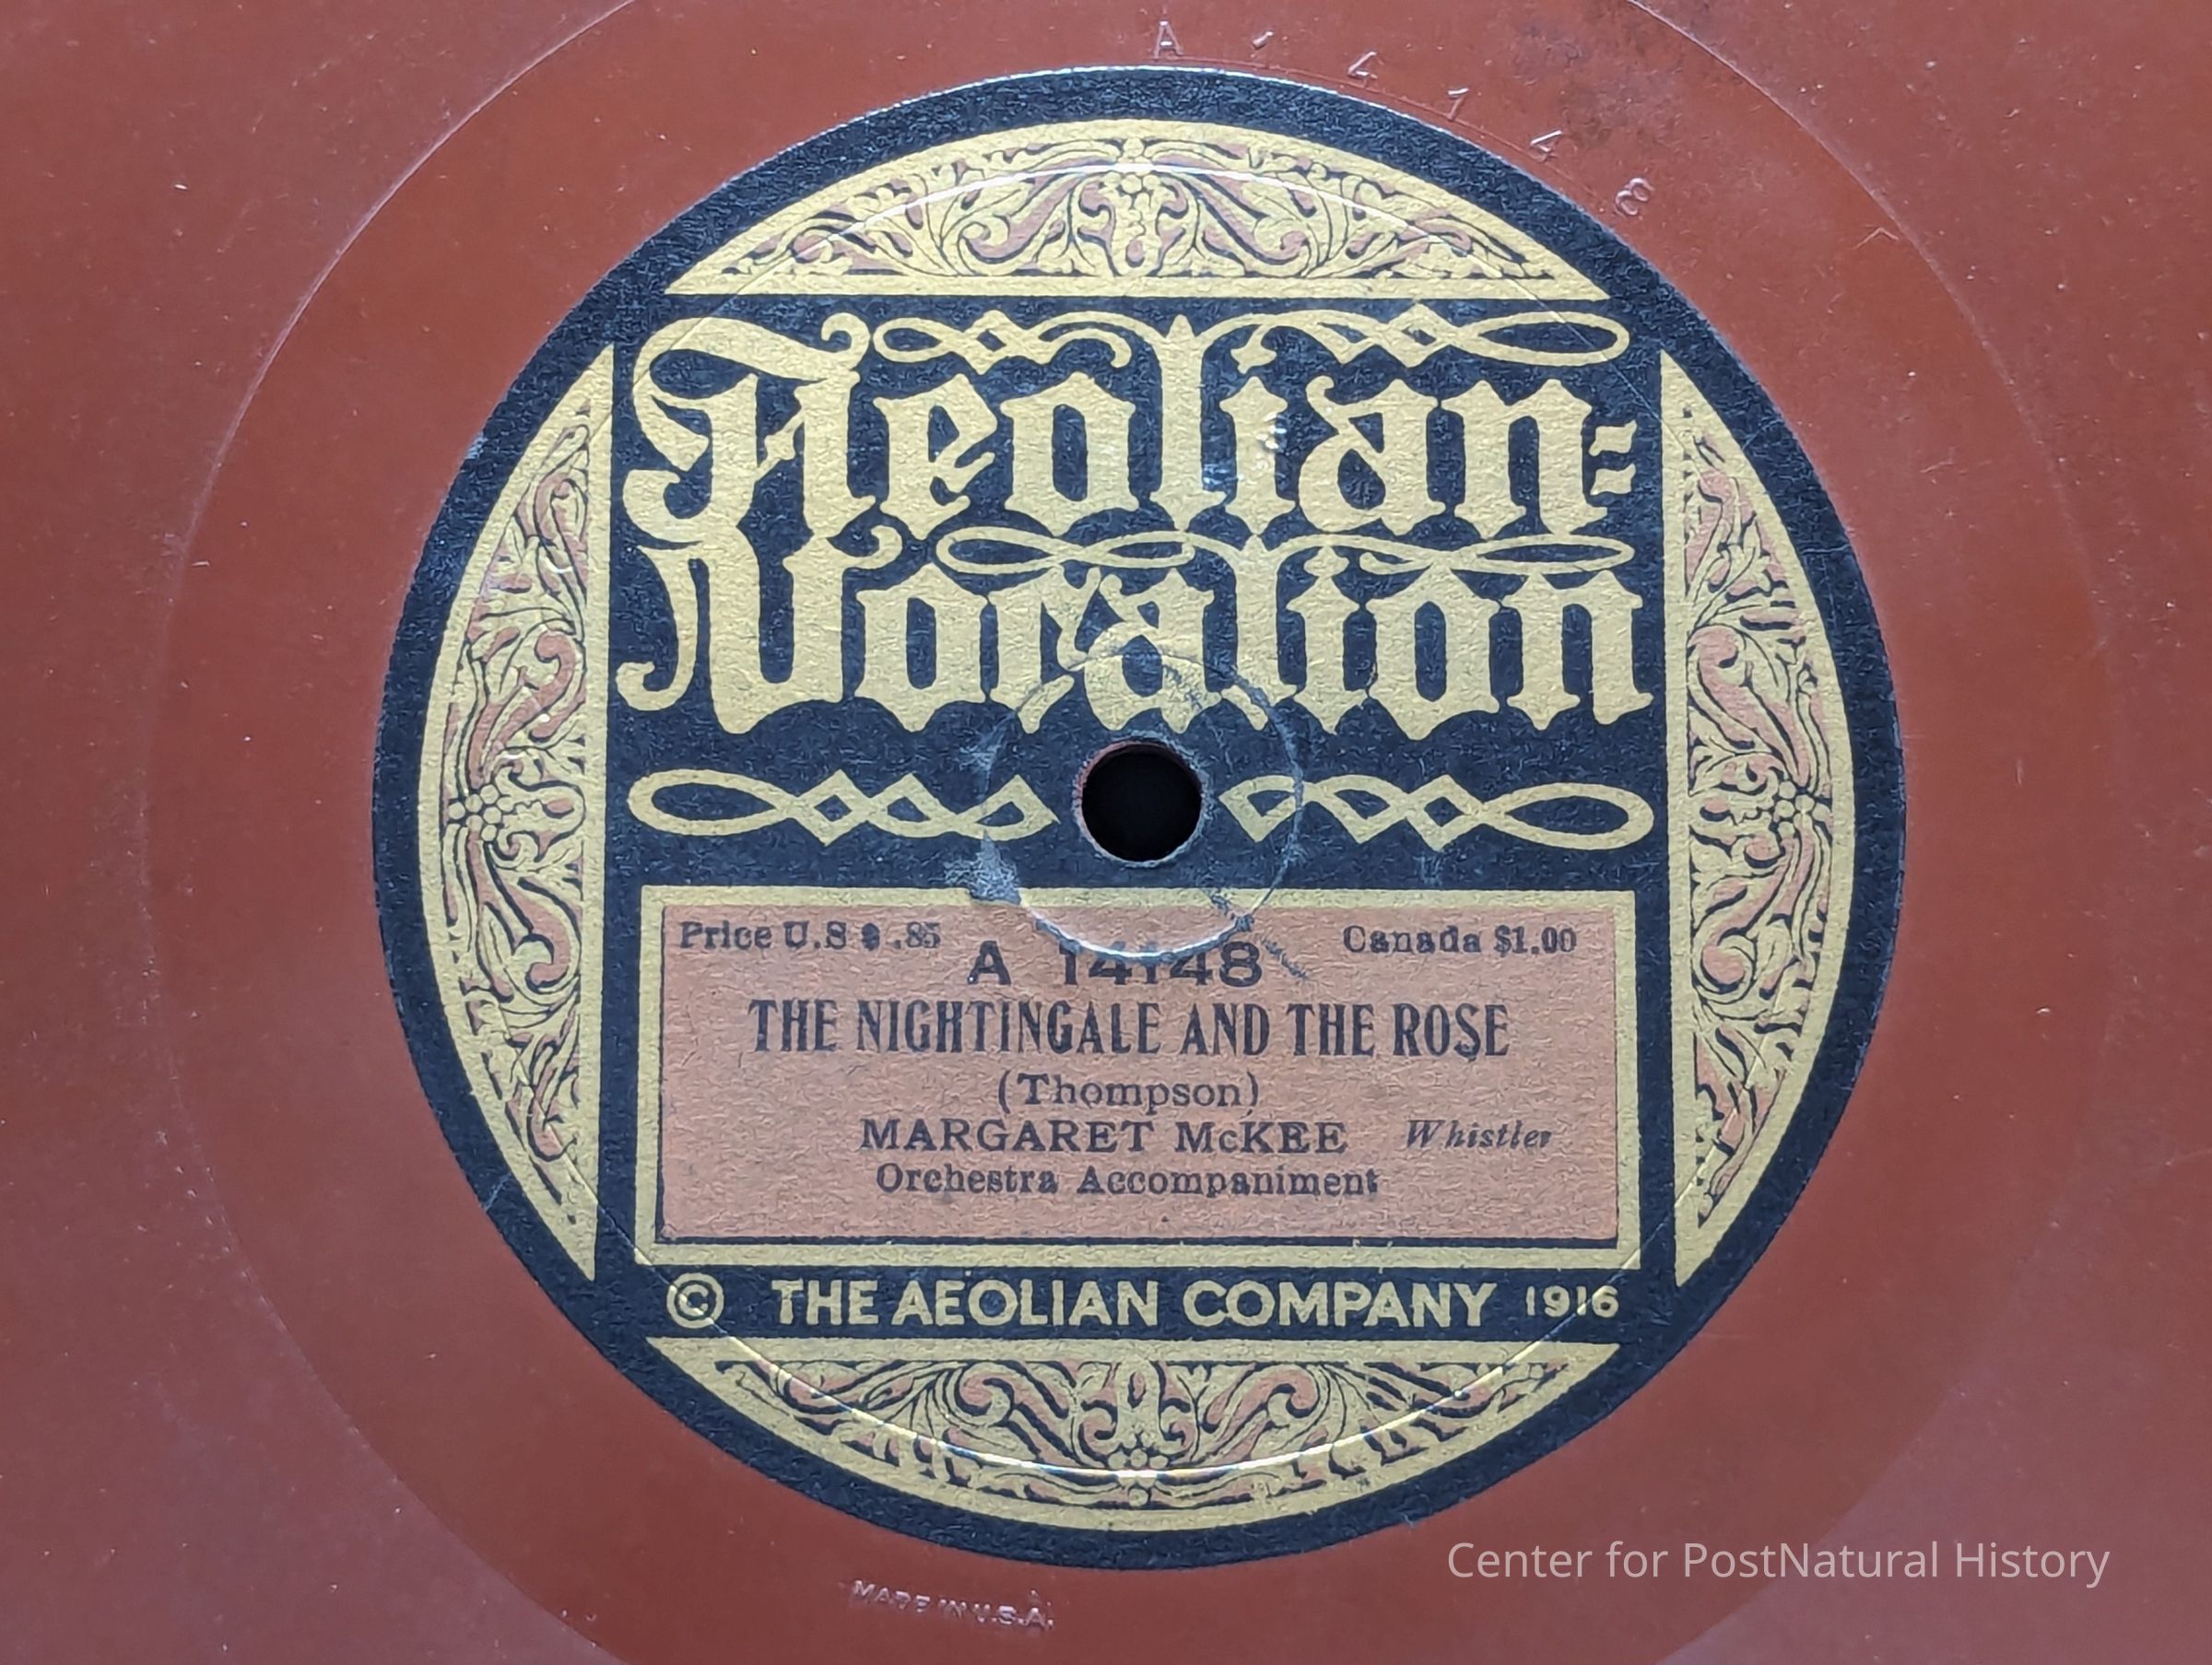 A 14148
Aeolian=
Vocalion
Price U.S $ .85
Canada $1.00
A 14148
THE NIGHTINGALE AND THE ROSE
(Thompson)
MARGARET McKEE Whistler
Orchestra Accompaniment
© THE AEOLIAN COMPANY 1916
MADE IN U.S.A.
Center for PostNatural History